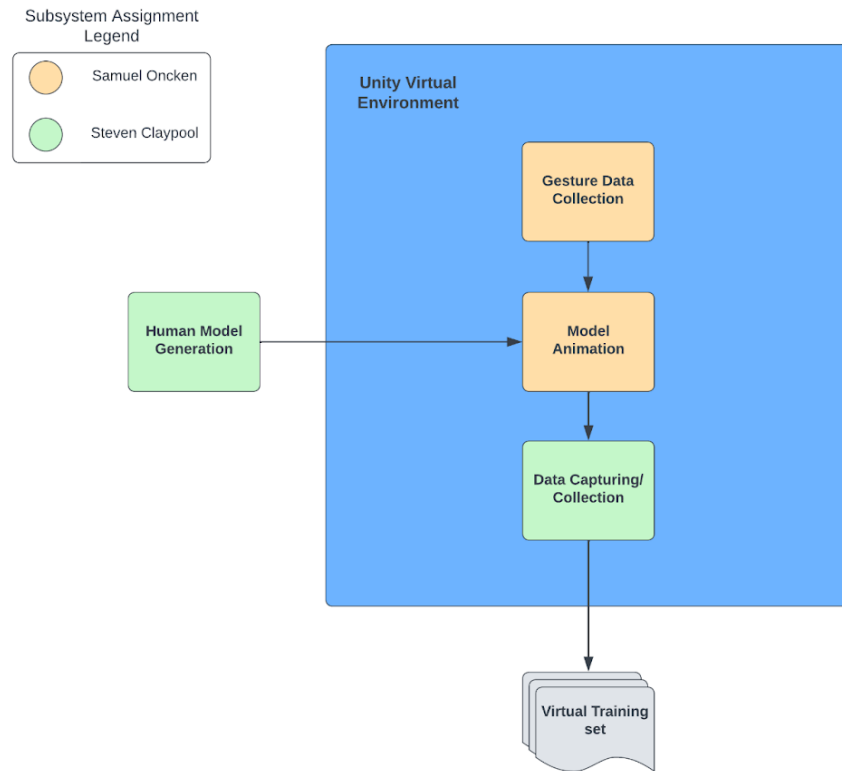 Subsystem Assignment
Legend
Samuel Oncken
Steven Claypool
Unity Virtual
Environment
Gesture Data
Collection
Human Model
Generation
Model
Animation
Data Capturing/
Collection
Virtual Training
set